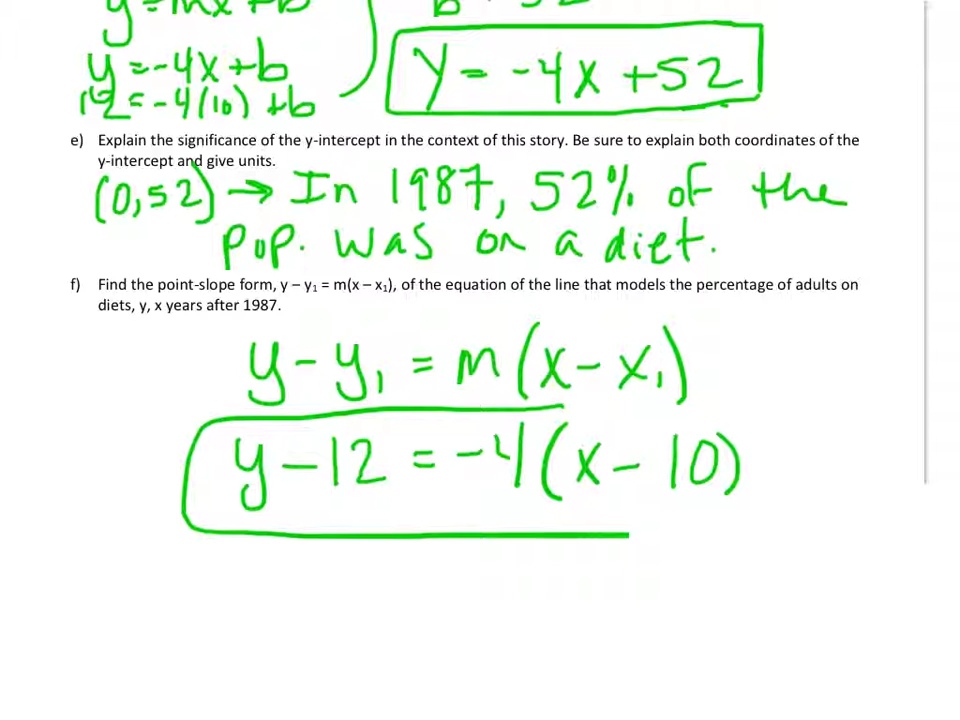 y=mx+b
b = 52
y=-4x+b
12=-4(10)+b
y = -4x+52
e) Explain the significance of the y-intercept in the context of this story. Be sure to explain both coordinates of the
y-intercept and give units.
(0,52) → In 1987, 52% of the
pop. was on a diet.
f) Find the point-slope form, y – y₁ = m(x – x₁), of the equation of the line that models the percentage of adults on
diets, y, x years after 1987.
y-y₁ = m(x-x₁)
y-12 = -4(x-10)